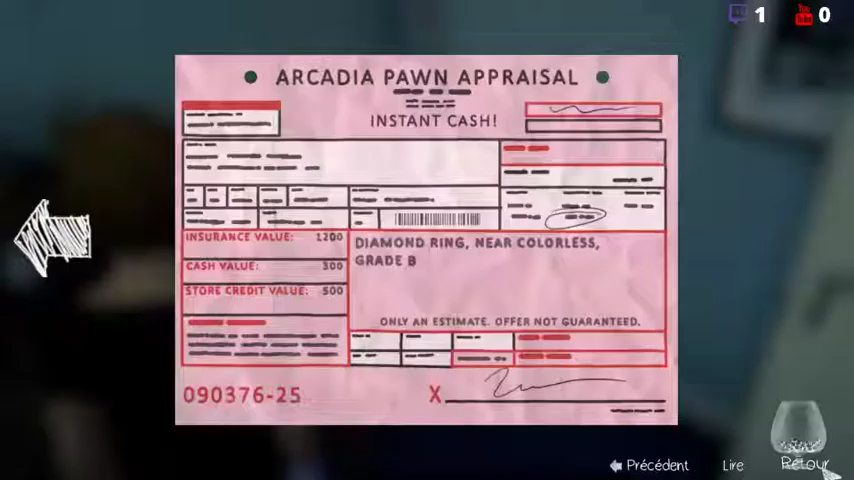 1 0
ARCADIA PAWN APPRAISAL
INSTANT CASH!
INSURANCE VALUE: 1200
CASH VALUE: 300
STORE CREDIT VALUE: 500
DIAMOND RING, NEAR COLORLESS,
GRADE B
ONLY AN ESTIMATE. OFFER NOT GUARANTEED.
090376-25
X
Précédent Lire Retour